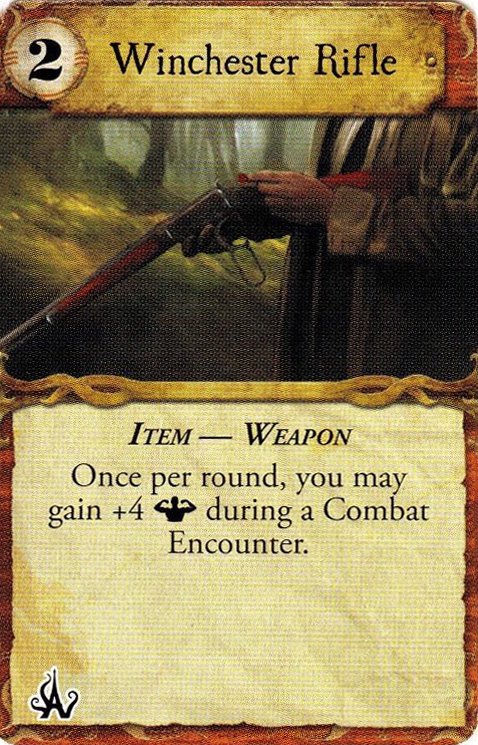 2
Winchester Rifle
Item — Weapon
Once per round, you may
gain +4 during a Combat
Encounter.